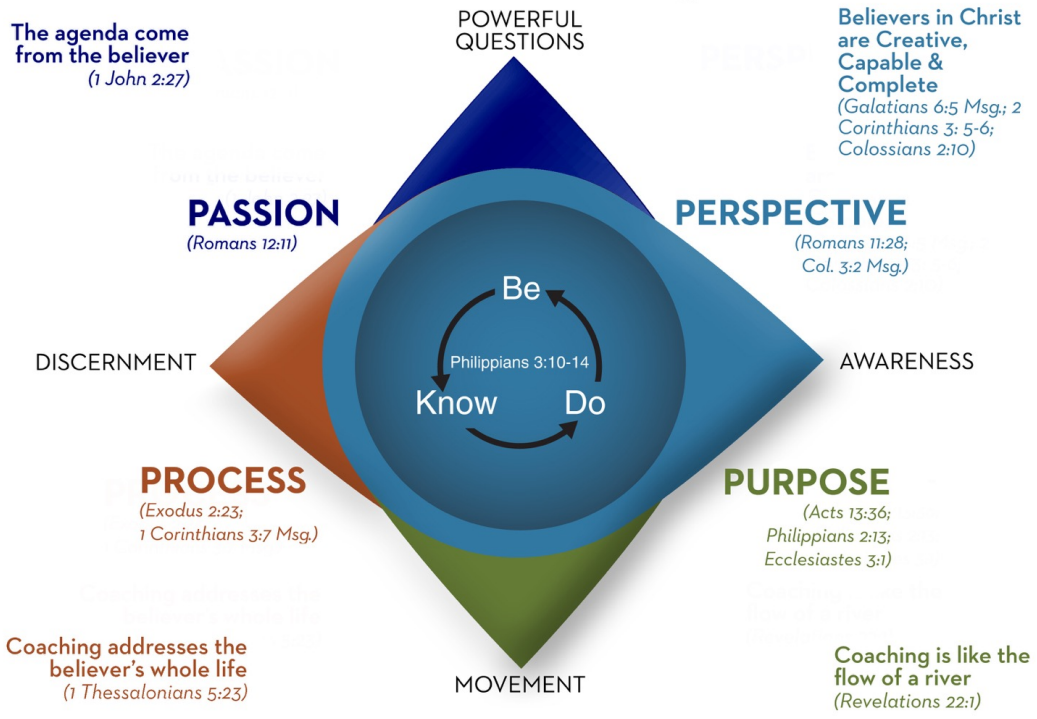 POWERFUL
QUESTIONS
The agenda come
from the believer
(1 John 2:27)
Believers in Christ
are Creative,
Capable &
Complete
(Galatians 6:5 Msg.; 2
Corinthians 3: 5-6;
Colossians 2:10)
PASSION
(Romans 12:11)
PERSPECTIVE
(Romans 11:28;
Col. 3:2 Msg.)
Be
Philippians 3:10-14
Know
Do
DISCERNMENT
AWARENESS
PROCESS
(Exodus 2:23;
1 Corinthians 3:7 Msg.)
PURPOSE
(Acts 13:36;
Philippians 2:13;
Ecclesiastes 3:1)
Coaching addresses the
believer's whole life
(1 Thessalonians 5:23)
MOVEMENT
Coaching is like the
flow of a river
(Revelations 22:1)